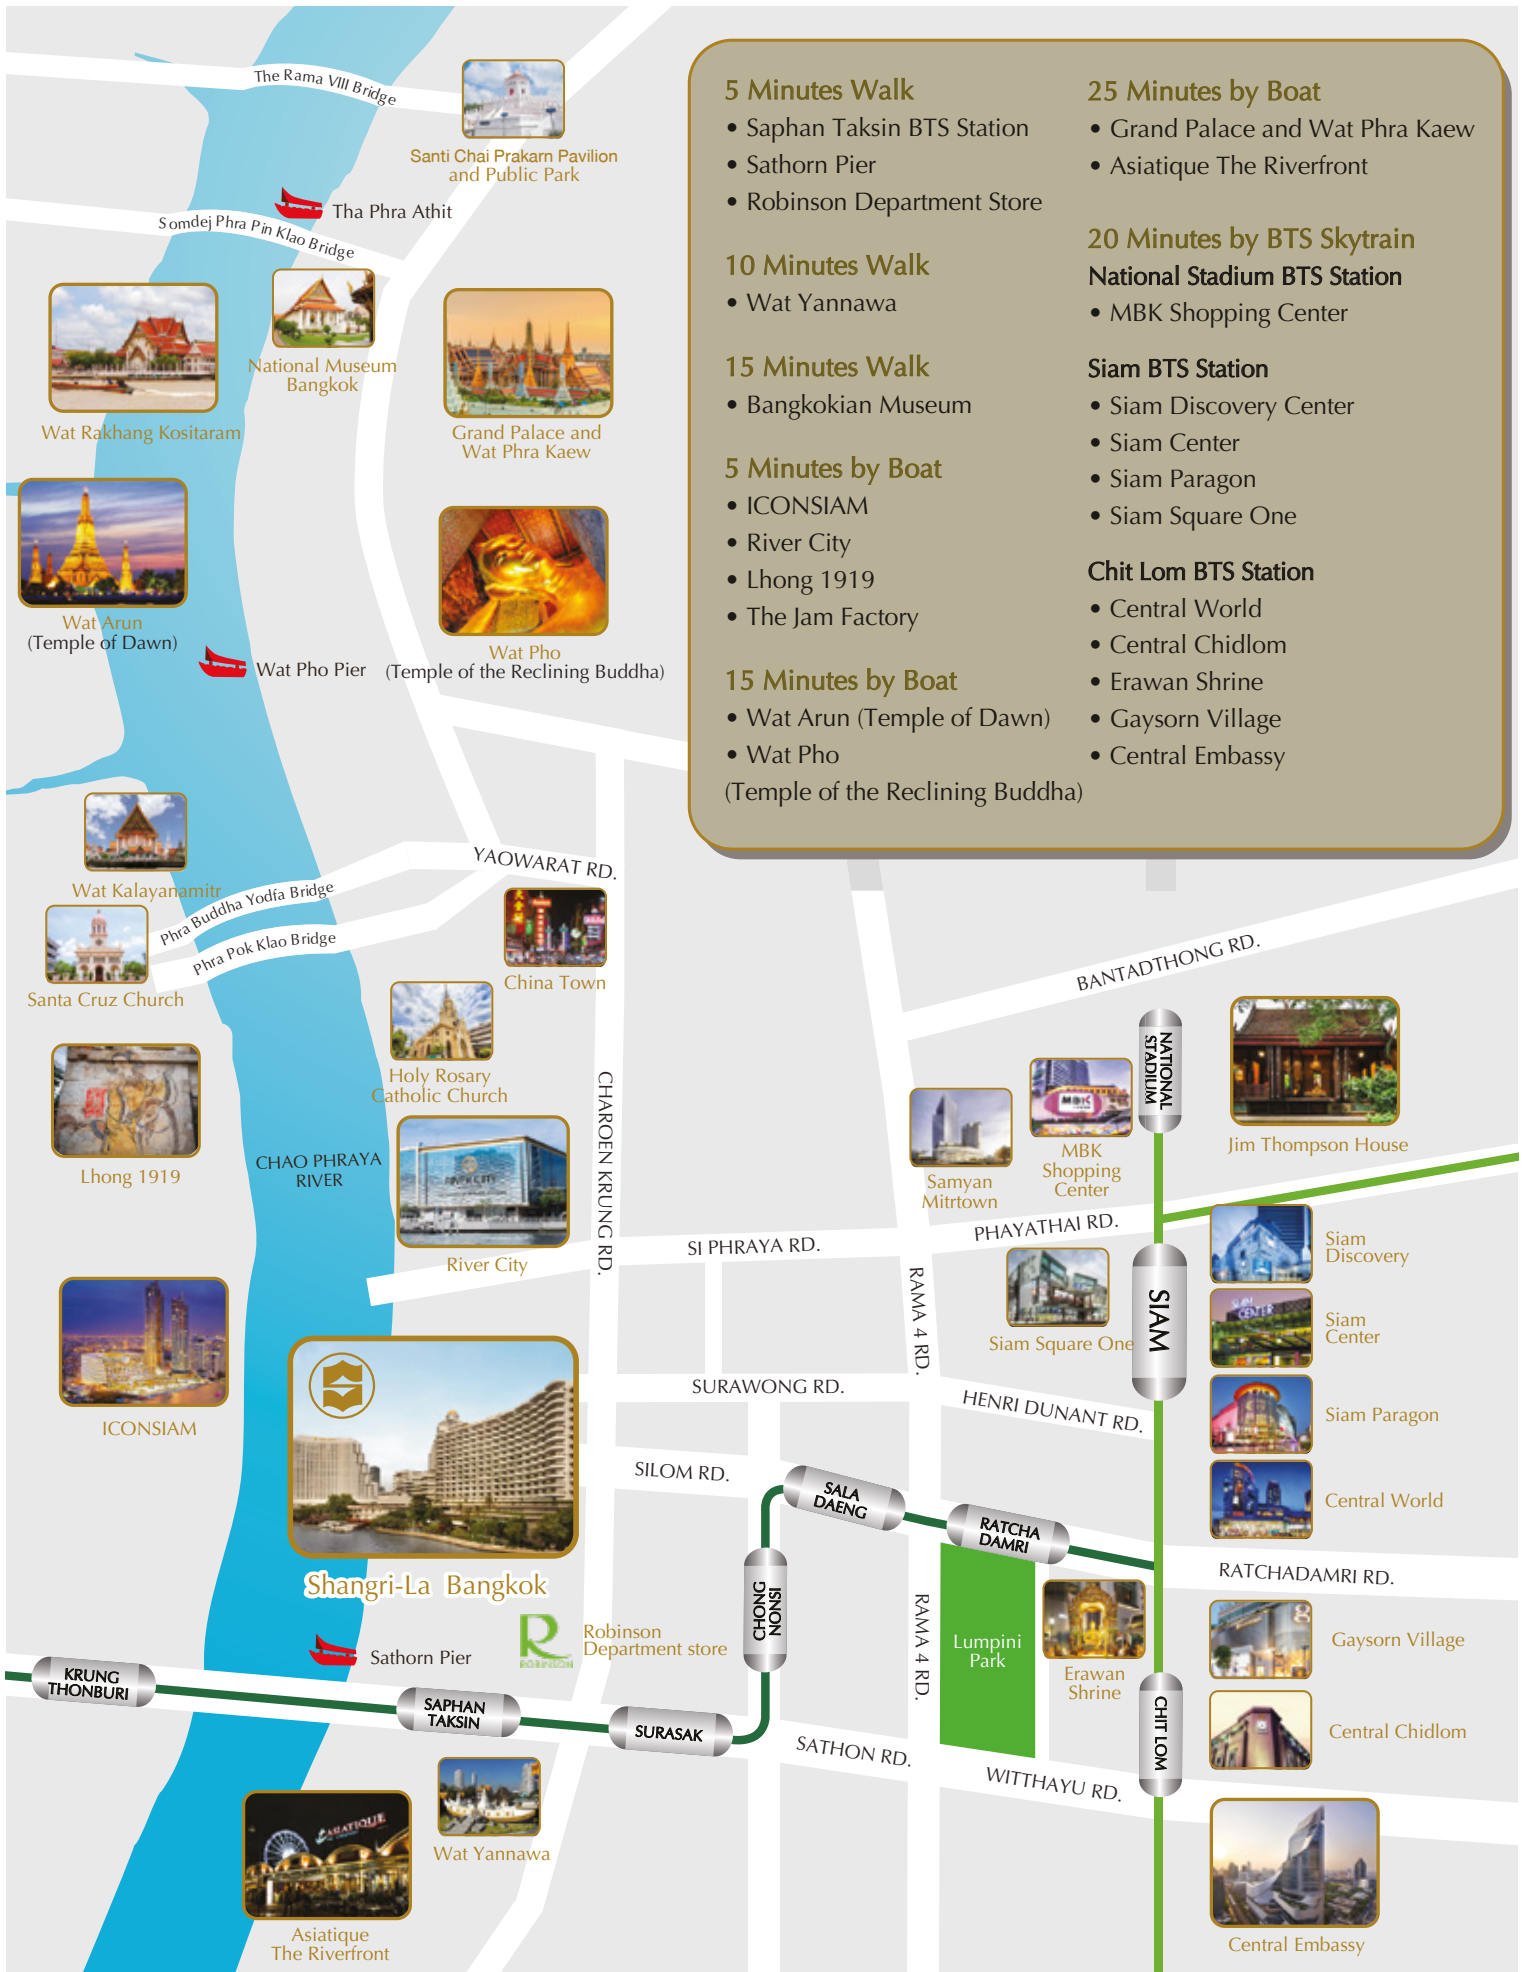 The Rama VIII Bridge
Santi Chai Prakarn Pavilion
and Public Park
Tha Phra Athit
Somdej Phra Pin Klao Bridge
National Museum
Bangkok
Wat Rakhang Kositaram
Grand Palace and
Wat Phra Kaew
Wat Arun
(Temple of Dawn)
Wat Pho Pier
Wat Pho
(Temple of the Reclining Buddha)
5 Minutes Walk
• Saphan Taksin BTS Station
• Sathorn Pier
• Robinson Department Store
10 Minutes Walk
• Wat Yannawa
15 Minutes Walk
• Bangkokian Museum
5 Minutes by Boat
• ICONSIAM
• River City
• Lhong 1919
• The Jam Factory
15 Minutes by Boat
• Wat Arun (Temple of Dawn)
• Wat Pho
(Temple of the Reclining Buddha)
25 Minutes by Boat
• Grand Palace and Wat Phra Kaew
• Asiatique The Riverfront
20 Minutes by BTS Skytrain
National Stadium BTS Station
• MBK Shopping Center
Siam BTS Station
• Siam Discovery Center
• Siam Center
• Siam Paragon
• Siam Square One
Chit Lom BTS Station
• Central World
• Central Chidlom
• Erawan Shrine
• Gaysorn Village
• Central Embassy
Wat Kalayanamitr
Phra Buddha Yodfa Bridge
Phra Pok Klao Bridge
YAOWARAT RD.
Santa Cruz Church
China Town
Holy Rosary
Catholic Church
Lhong 1919
CHAO PHRAYA
RIVER
RIVER CITY
River City
CHAROEN KRUNG RD.
BANTADTHONG RD.
NATIONAL
STADIUM
MBK
MBK
Shopping
Center
Samyan
Mitrtown
Jim Thompson House
SI PHRAYA RD.
PHAYATHAI RD.
RAMA 4 RD.
Siam Square One
SIAM
Siam
Discovery
SIAM
CENTER
Siam
Center
Siam Paragon
Central World
ICONSIAM
Shangri-La Bangkok
SURAWONG RD.
HENRI DUNANT RD.
SILOM RD.
SALA
DAENG
RATCHA
DAMRI
RATCHADAMRI RD.
CHONG
NONSI
RAMA 4 RD.
Lumpini
Park
Erawan
Shrine
Gaysorn Village
CHIT LOM
Central Chidlom
R
ROBINSON
Robinson
Department store
Sathorn Pier
KRUNG
THONBURI
SAPHAN
TAKSIN
SURASAK
SATHON RD.
WITTHAYU RD.
Wat Yannawa
ASIATIQUE
Asiatique
The Riverfront
Central Embassy